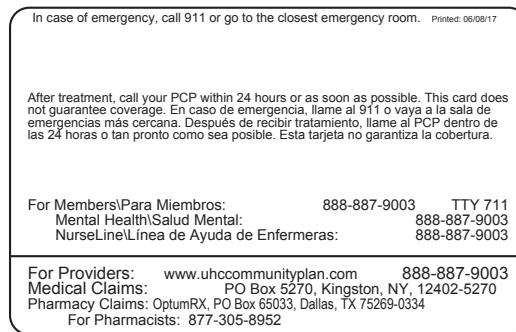 In case of emergency, call 911 or go to the closest emergency room. Printed: 06/08/17
After treatment, call your PCP within 24 hours or as soon as possible. This card does
not guarantee coverage. En caso de emergencia, llame al 911 o vaya a la sala de
emergencias más cercana. Después de recibir tratamiento, llame al PCP dentro de
las 24 horas o tan pronto como sea posible. Esta tarjeta no garantiza la cobertura.
For Members\Para Miembros: 888-887-9003 TTY 711
Mental Health\Salud Mental: 888-887-9003
NurseLine\Línea de Ayuda de Enfermeras: 888-887-9003
For Providers: www.uhccommunityplan.com 888-887-9003
Medical Claims: PO Box 5270, Kingston, NY, 12402-5270
Pharmacy Claims: OptumRX, PO Box 65033, Dallas, TX 75269-0334
For Pharmacists: 877-305-8952